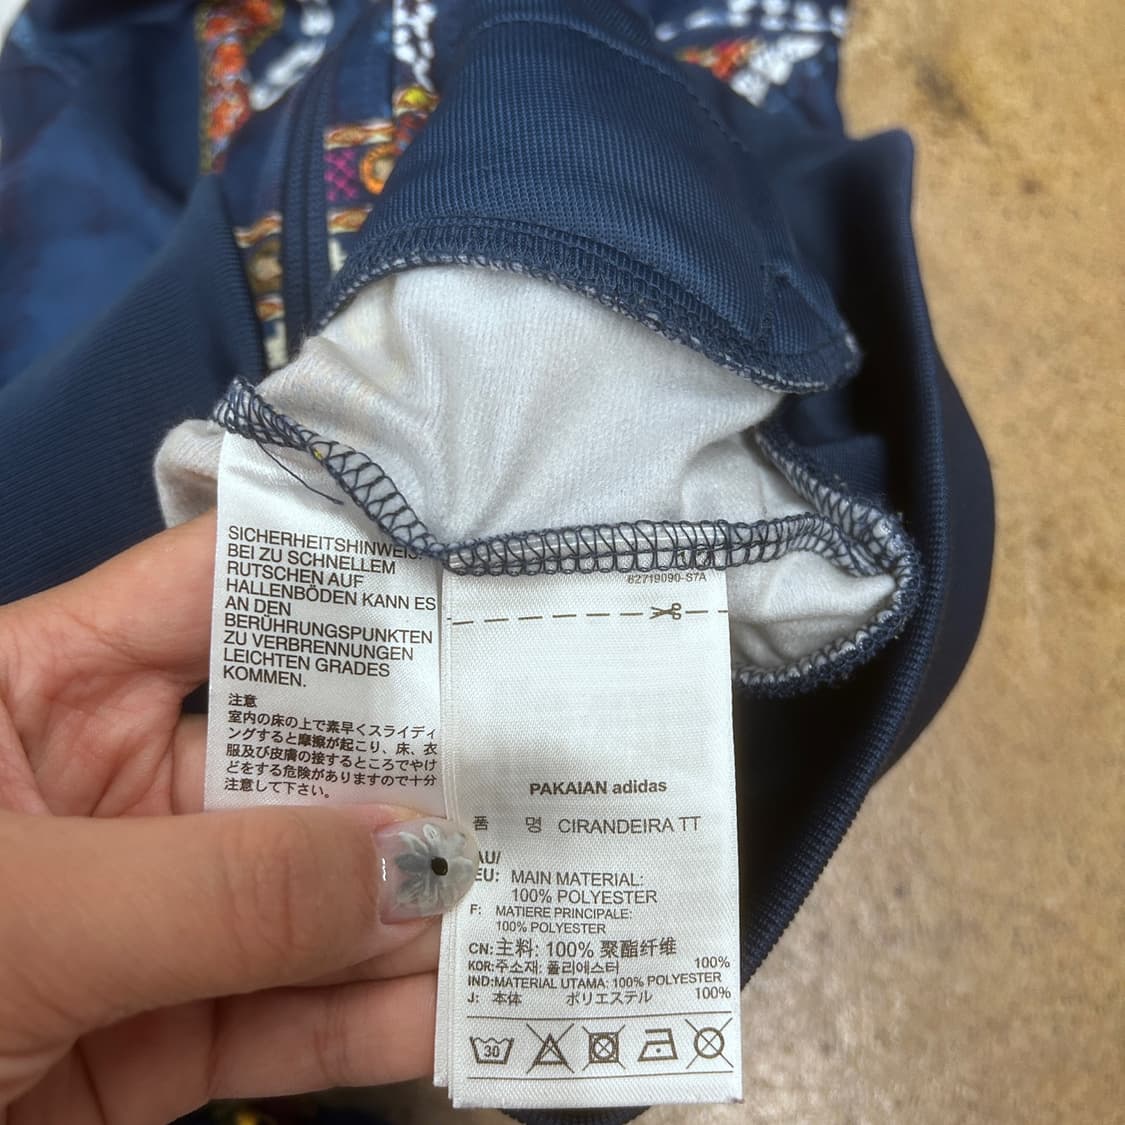 SICHERHEITSHINWEIS:
BEI ZU SCHNELLEM
RUTSCHEN AUF
HALLENBÖDEN KANN ES
AN DEN
BERÜHRUNGSPUNKTEN
ZU VERBRENNUNGEN
LEICHTEN GRADES
KOMMEN.
注意
室内の床の上で素早くスライディ
ングすると摩擦が起こり、床、衣
服及び皮膚の接するところでやけ
どをする危険がありますので十分
注意して下さい。
62719090-S7A
PAKAIAN adidas
품 명 CIRANDEIRA TT
AU/
EU: MAIN MATERIAL:
100% POLYESTER
F: MATIERE PRINCIPALE:
100% POLYESTER
CN: 主料: 100% 聚酯纤维
KOR: 주소재: 폴리에스터 100%
IND:MATERIAL UTAMA: 100% POLYESTER
J: 本体 ポリエステル 100%
30